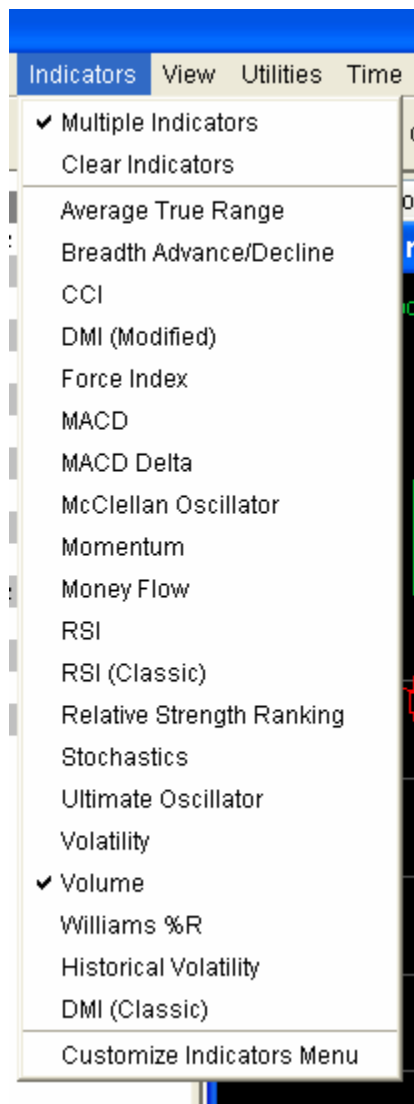 Indicators View Utilities Time
Multiple Indicators
Clear Indicators
Average True Range
Breadth Advance/Decline
CCI
DMI (Modified)
Force Index
MACD
MACD Delta
McClellan Oscillator
Momentum
Money Flow
RSI
RSI (Classic)
Relative Strength Ranking
Stochastics
Ultimate Oscillator
Volatility
Volume
Williams %R
Historical Volatility
DMI (Classic)
Customize Indicators Menu